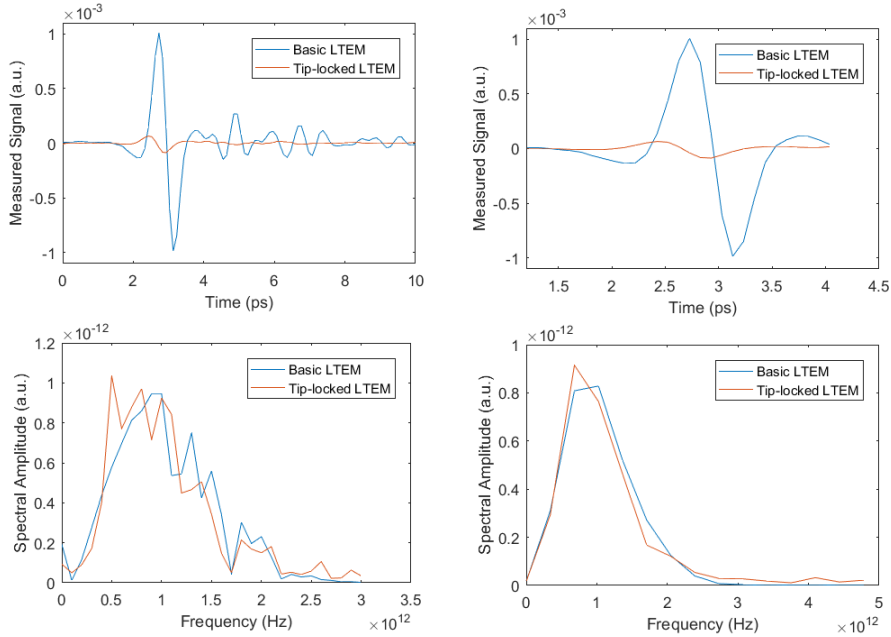 ×10⁻³
1
0.5
0
-0.5
-1
Measured Signal (a.u.)
Basic LTEM
Tip-locked LTEM
0 2 4 6 8 10
Time (ps)
×10⁻³
1
0.5
0
-0.5
-1
Measured Signal (a.u.)
Basic LTEM
Tip-locked LTEM
1.5 2 2.5 3 3.5 4 4.5
Time (ps)
×10⁻¹²
1.2
1
0.8
0.6
0.4
0.2
0
Spectral Amplitude (a.u.)
Basic LTEM
Tip-locked LTEM
0 0.5 1 1.5 2 2.5 3 3.5
Frequency (Hz)
×10¹²
×10⁻¹²
1
0.8
0.6
0.4
0.2
0
Spectral Amplitude (a.u.)
Basic LTEM
Tip-locked LTEM
0 1 2 3 4 5
Frequency (Hz)
×10¹²